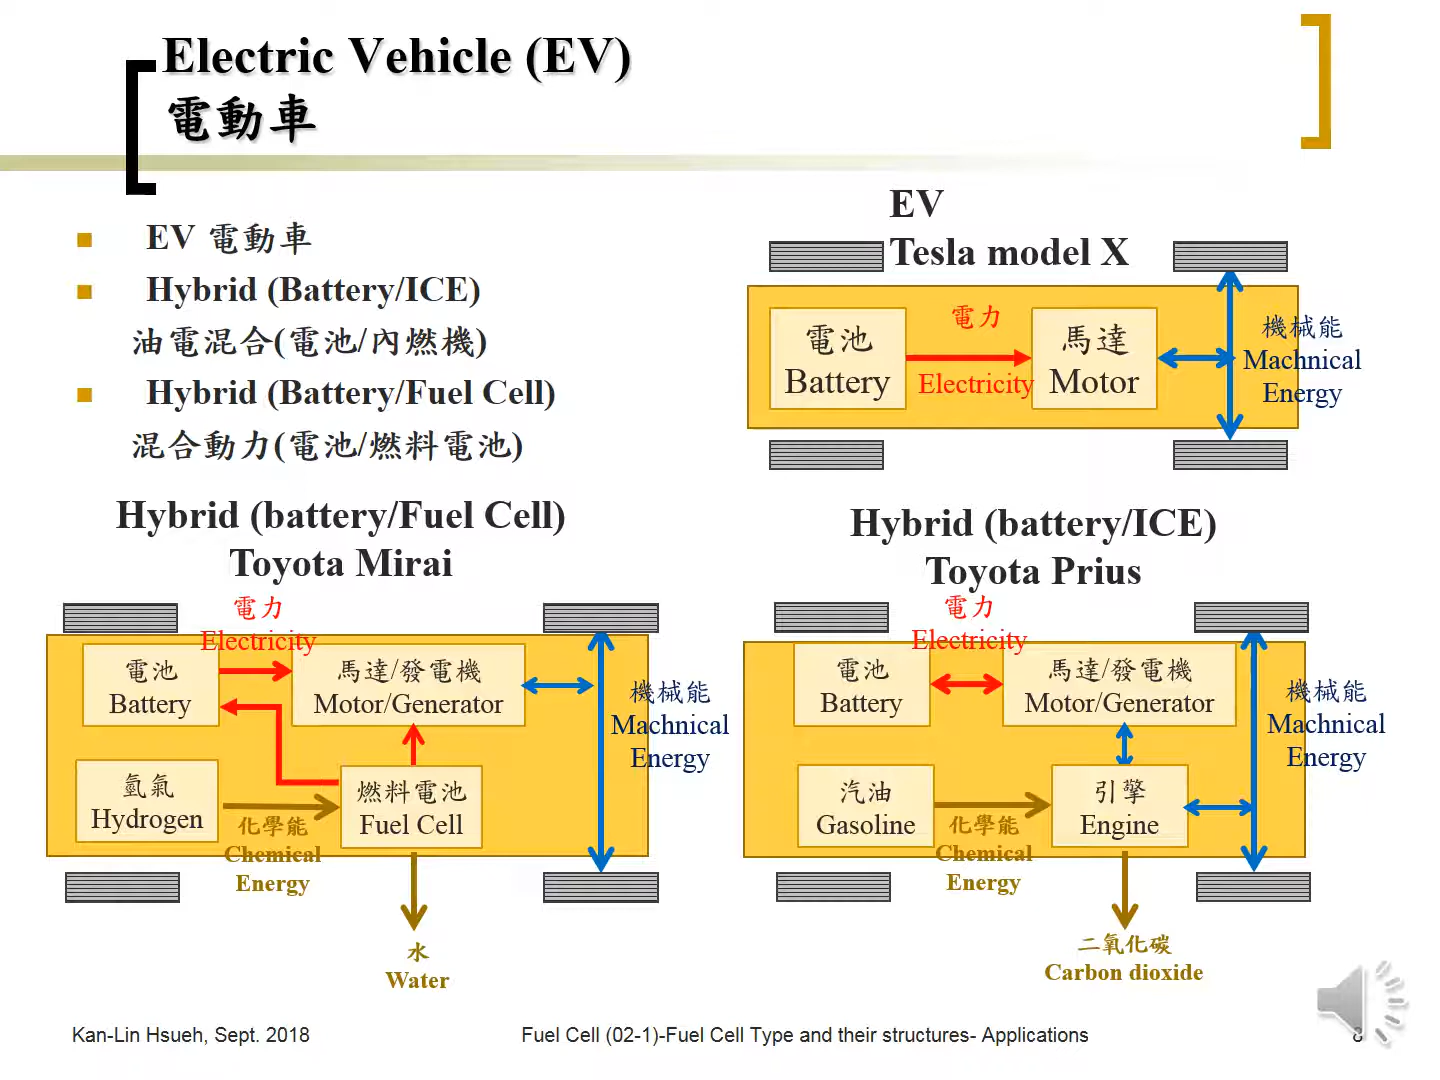 Electric Vehicle (EV)
電動車
EV 電動車
Hybrid (Battery/ICE)
油電混合(電池/內燃機)
Hybrid (Battery/Fuel Cell)
混合動力(電池/燃料電池)
EV
Tesla model X
電池
Battery
電力
Electricity
馬達
Motor
機械能
Machnical
Energy
Hybrid (battery/Fuel Cell)
Toyota Mirai
電力
Electricity
電池
Battery
馬達/發電機
Motor/Generator
機械能
Machnical
Energy
氫氣
Hydrogen
化學能
Chemical
Energy
燃料電池
Fuel Cell
水
Water
Hybrid (battery/ICE)
Toyota Prius
電力
Electricity
電池
Battery
馬達/發電機
Motor/Generator
機械能
Machnical
Energy
汽油
Gasoline
化學能
Chemical
Energy
引擎
Engine
二氧化碳
Carbon dioxide
Kan-Lin Hsueh, Sept. 2018
Fuel Cell (02-1)-Fuel Cell Type and their structures- Applications
8